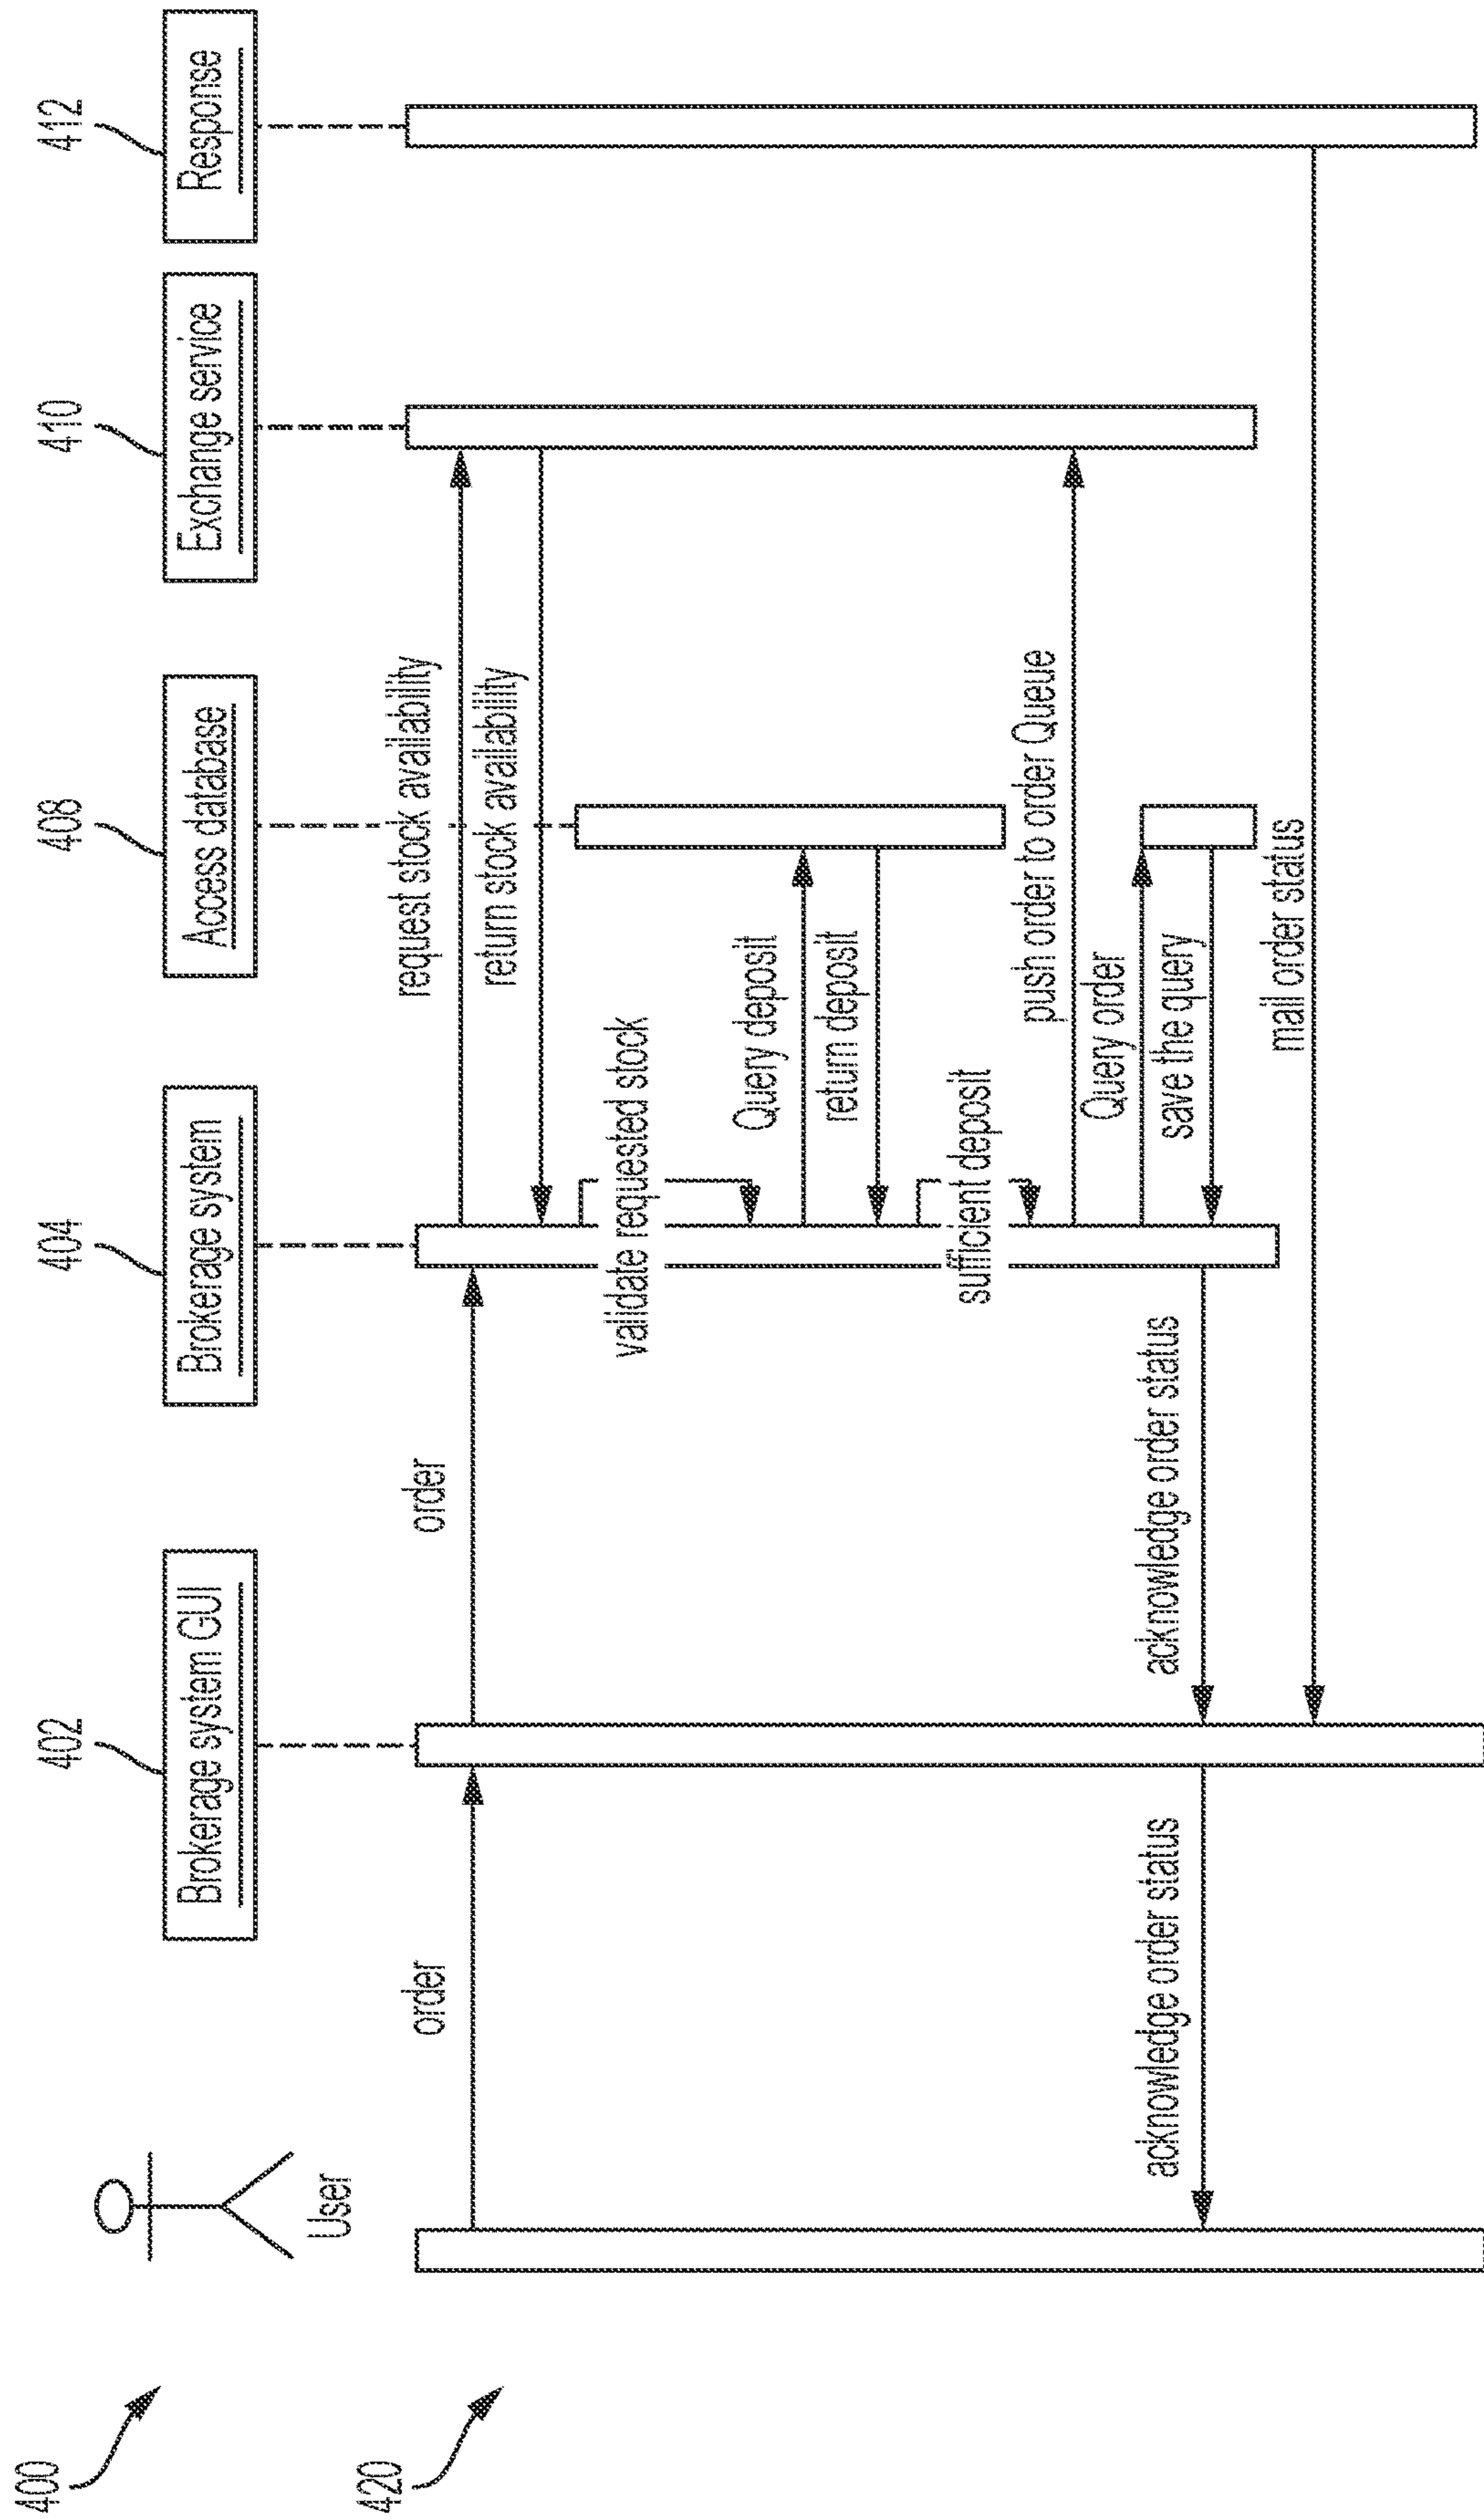 400
User
402
Brokerage system GUI
404
Brokerage system
408
Access database
410
Exchange service
412
Response
420
order
order
request stock availability
return stock availability
validate requested stock
Query deposit
return deposit
sufficient deposit
push order to order Queue
Query order
save the query
acknowledge order status
acknowledge order status
mail order status